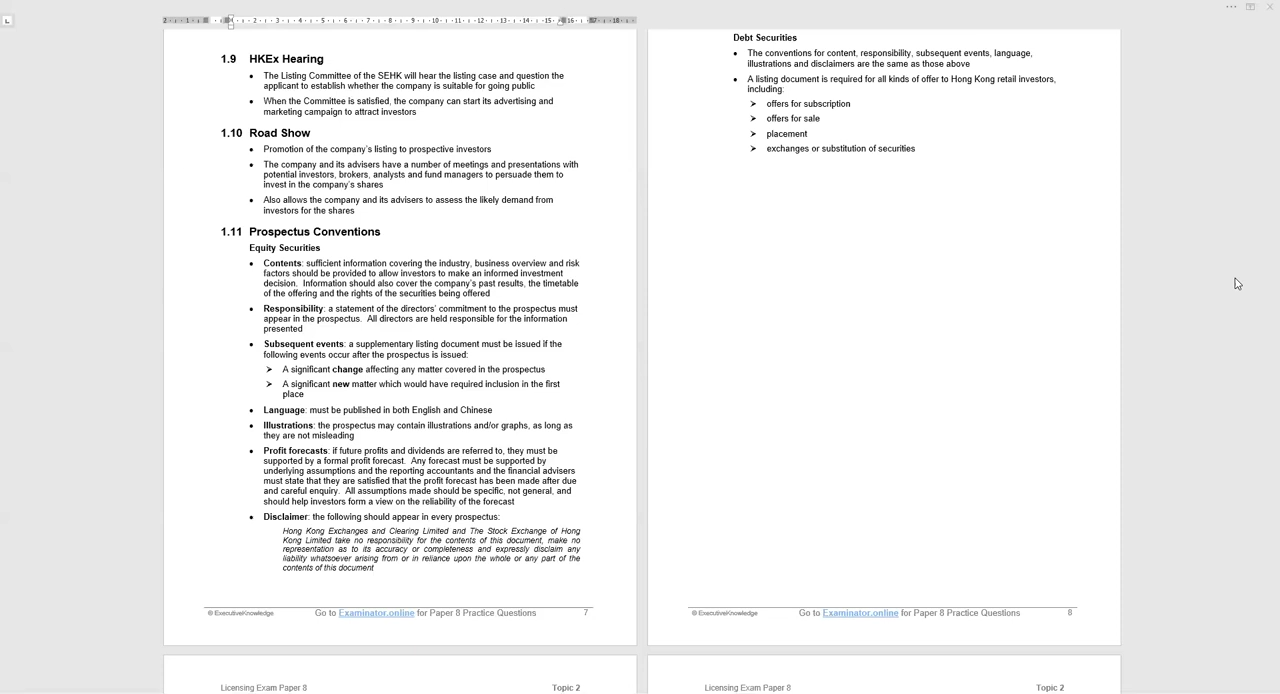 2 · 1 · 1 · 2 · 3 · 4 · 5 · 6 · 7 · 8 · 9 · 10 · 11 · 12 · 13 · 14 · 15 · 16 · 17 · 18
1.9 HKEx Hearing
• The Listing Committee of the SEHK will hear the listing case and question the
applicant to establish whether the company is suitable for going public
• When the Committee is satisfied, the company can start its advertising and
marketing campaign to attract investors
1.10 Road Show
• Promotion of the company's listing to prospective investors
• The company and its advisers have a number of meetings and presentations with
potential investors, brokers, analysts and fund managers to persuade them to
invest in the company's shares
• Also allows the company and its advisers to assess the likely demand from
investors for the shares
1.11 Prospectus Conventions
Equity Securities
• Contents: sufficient information covering the industry, business overview and risk
factors should be provided to allow investors to make an informed investment
decision. Information should also cover the company's past results, the timetable
of the offering and the rights of the securities being offered
• Responsibility: a statement of the directors' commitment to the prospectus must
appear in the prospectus. All directors are held responsible for the information
presented
• Subsequent events: a supplementary listing document must be issued if the
following events occur after the prospectus is issued:
➢ A significant change affecting any matter covered in the prospectus
➢ A significant new matter which would have required inclusion in the first
place
• Language: must be published in both English and Chinese
• Illustrations: the prospectus may contain illustrations and/or graphs, as long as
they are not misleading
• Profit forecasts: if future profits and dividends are referred to, they must be
supported by a formal profit forecast. Any forecast must be supported by
underlying assumptions and the reporting accountants and the financial advisers
must state that they are satisfied that the profit forecast has been made after due
and careful enquiry. All assumptions made should be specific, not general, and
should help investors form a view on the reliability of the forecast
• Disclaimer: the following should appear in every prospectus:
Hong Kong Exchanges and Clearing Limited and The Stock Exchange of Hong
Kong Limited take no responsibility for the contents of this document, make no
representation as to its accuracy or completeness and expressly disclaim any
liability whatsoever arising from or in reliance upon the whole or any part of the
contents of this document
© ExecutiveKnowledge Go to Examinator.online for Paper 8 Practice Questions 7
Debt Securities
• The conventions for content, responsibility, subsequent events, language,
illustrations and disclaimers are the same as those above
• A listing document is required for all kinds of offer to Hong Kong retail investors,
including:
➢ offers for subscription
➢ offers for sale
➢ placement
➢ exchanges or substitution of securities
© ExecutiveKnowledge Go to Examinator.online for Paper 8 Practice Questions 8
Licensing Exam Paper 8 Topic 2
Licensing Exam Paper 8 Topic 2